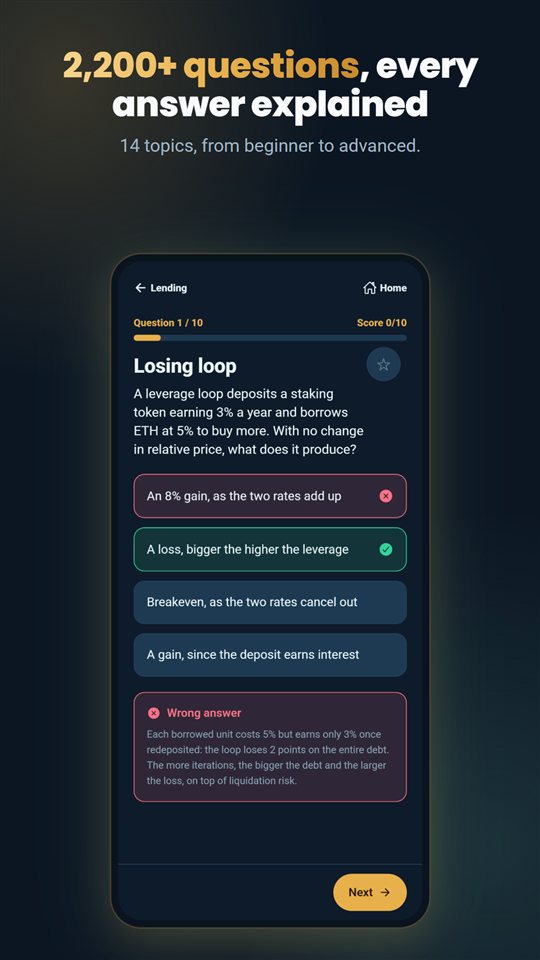 2,200+ questions, every
answer explained
14 topics, from beginner to advanced.
Lending
Home
Question 1 / 10
Score 0/10
Losing loop
A leverage loop deposits a staking
token earning 3% a year and borrows
ETH at 5% to buy more. With no change
in relative price, what does it produce?
An 8% gain, as the two rates add up
A loss, bigger the higher the leverage
Breakeven, as the two rates cancel out
A gain, since the deposit earns interest
Wrong answer
Each borrowed unit costs 5% but earns only 3% once
redeposited: the loop loses 2 points on the entire debt.
The more iterations, the bigger the debt and the larger
the loss, on top of liquidation risk.
Next